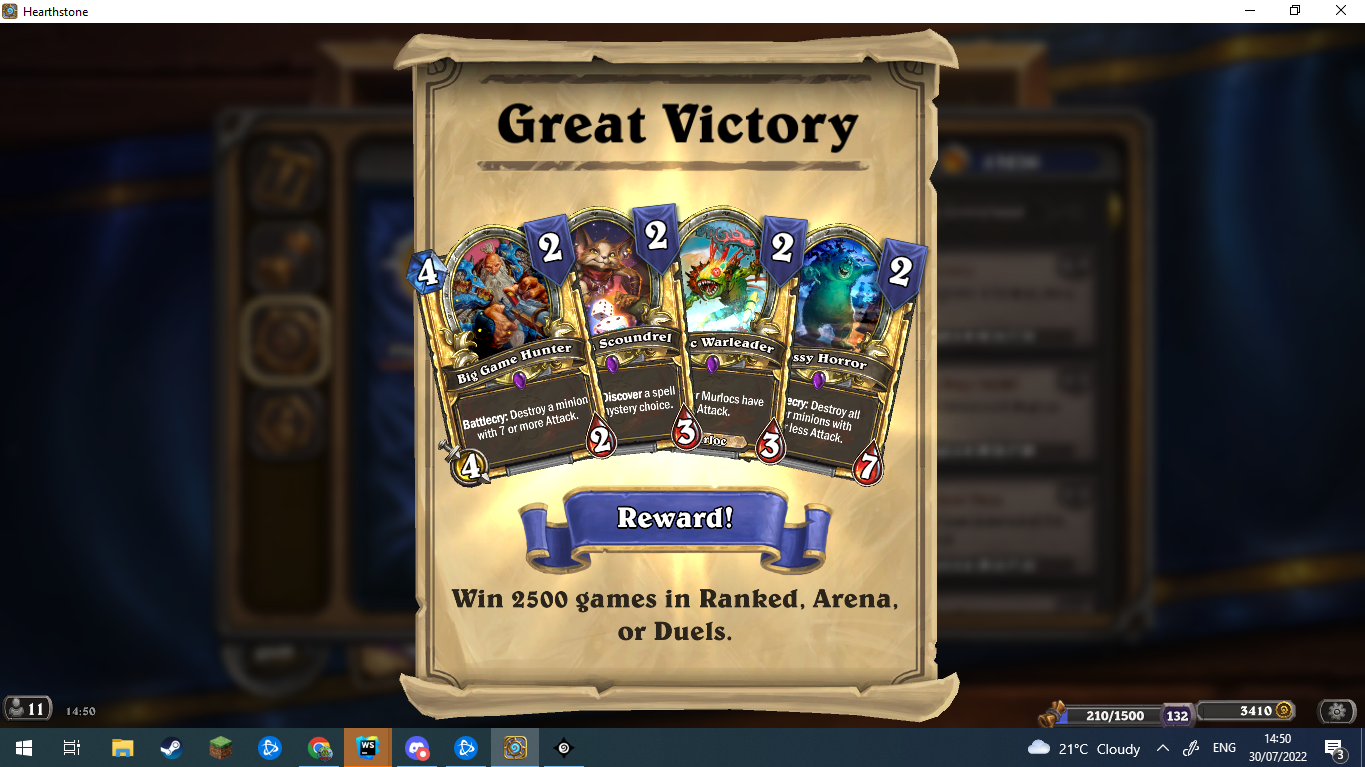 Hearthstone
Great Victory
4
2
2
2
2
Big Game Hunter
Scoundrel
c Warleader
ssy Horror
Battlecry: Destroy a minion
with 7 or more Attack.
Discover a spell
mystery choice.
r Murlocs have
Attack.
rloc
ecry: Destroy all
r minions with
r less Attack.
4
2
3
3
7
Reward!
Win 2500 games in Ranked, Arena,
or Duels.
11
14:50
210/1500
132
3410
WS
21°C Cloudy
ENG
14:50
30/07/2022
3